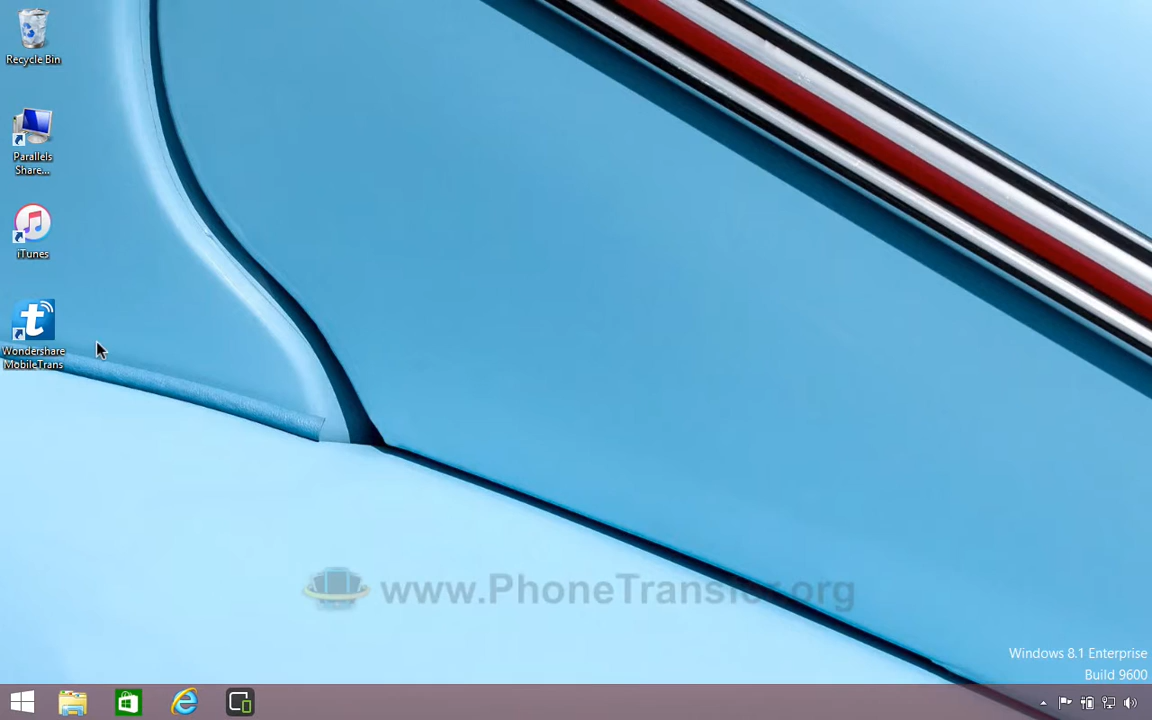 Recycle Bin
Parallels
Share...
iTunes
t
Wondershare
MobileTrans
www.PhoneTransfer.org
Windows 8.1 Enterprise
Build 9600